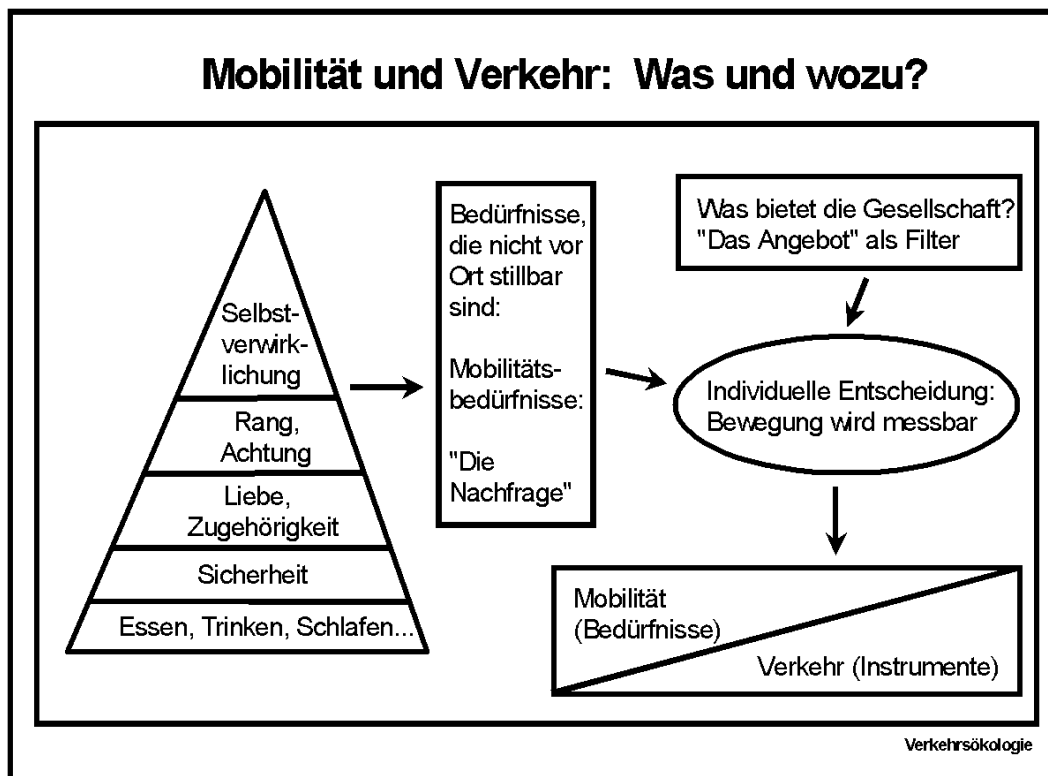 Mobilität und Verkehr: Was und wozu?
Selbst-
verwirk-
lichung
Rang,
Achtung
Liebe,
Zugehörigkeit
Sicherheit
Essen, Trinken, Schlafen...
Bedürfnisse,
die nicht vor
Ort stillbar
sind:
Mobilitäts-
bedürfnisse:
"Die
Nachfrage"
Was bietet die Gesellschaft?
"Das Angebot" als Filter
Individuelle Entscheidung:
Bewegung wird messbar
Mobilität
(Bedürfnisse)
Verkehr (Instrumente)
Verkehrsökologie